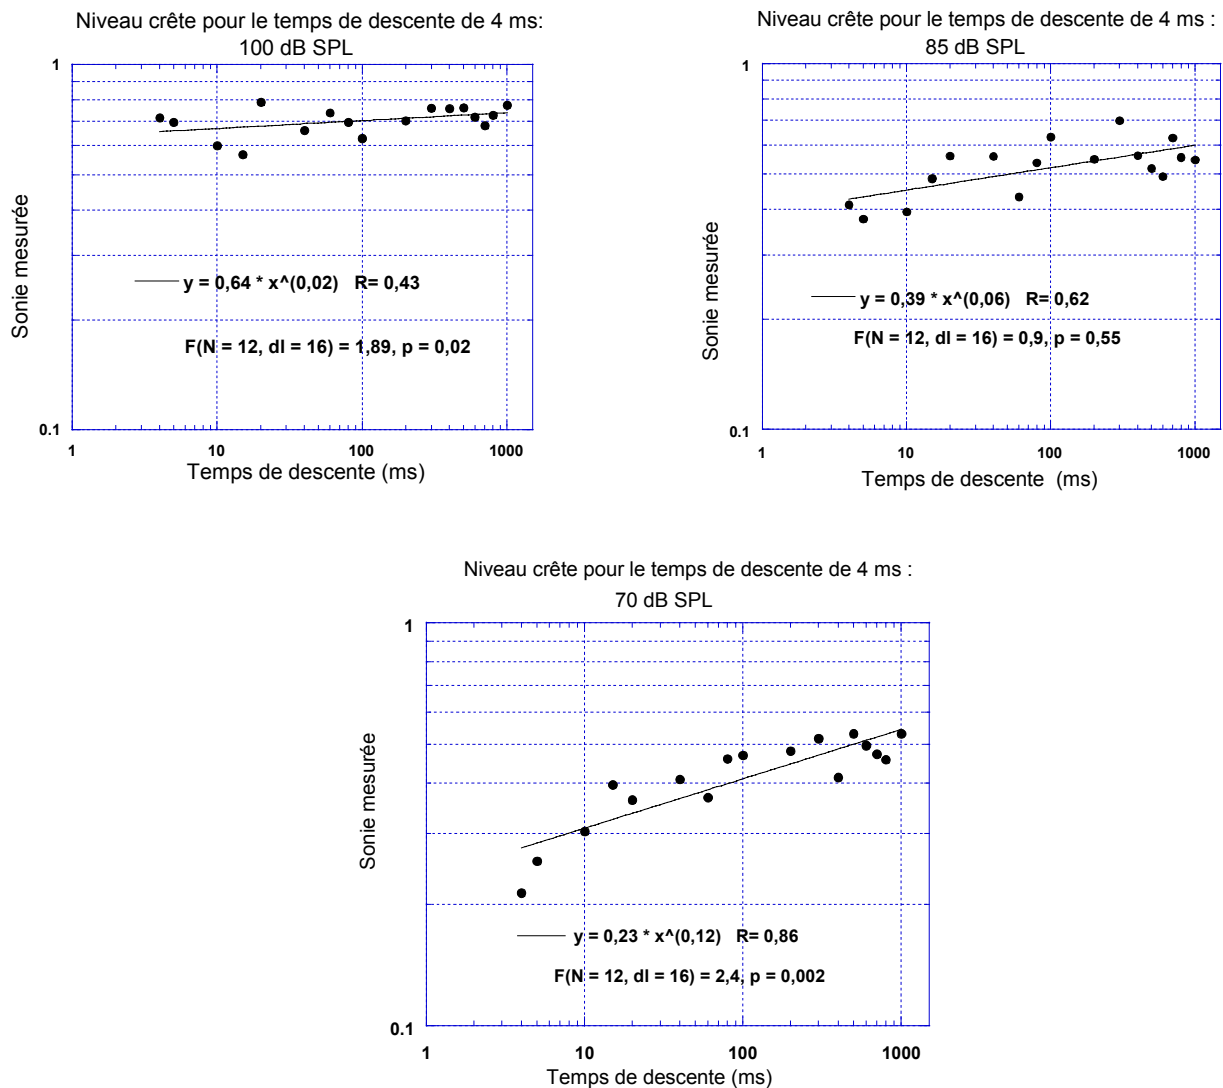 Niveau crête pour le temps de descente de 4 ms:
100 dB SPL
1
Sonie mesurée
y = 0,64 * x^(0,02) R= 0,43
F(N = 12, dl = 16) = 1,89, p = 0,02
0.1
1 10 100 1000
Temps de descente (ms)
Niveau crête pour le temps de descente de 4 ms :
85 dB SPL
1
Sonie mesurée
y = 0,39 * x^(0,06) R= 0,62
F(N = 12, dl = 16) = 0,9, p = 0,55
0.1
1 10 100 1000
Temps de descente (ms)
Niveau crête pour le temps de descente de 4 ms :
70 dB SPL
1
Sonie mesurée
y = 0,23 * x^(0,12) R= 0,86
F(N = 12, dl = 16) = 2,4, p = 0,002
0.1
1 10 100 1000
Temps de descente (ms)